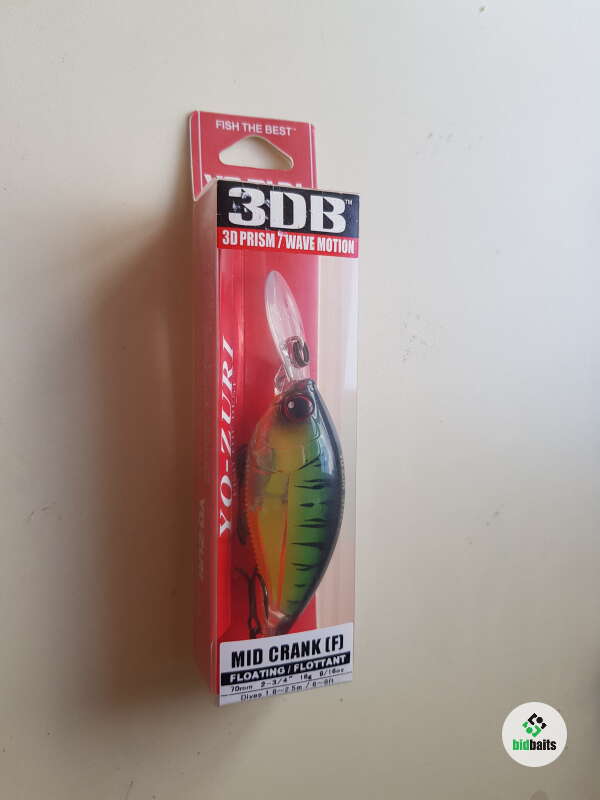 FISH THE BEST™
3DB™
3D PRISM / WAVE MOTION
YO-ZURI
MID CRANK (F)
FLOATING / FLOTTANT
70mm 2-3/4" 16g 9/16oz
Dives 1.8~2.5m / 6~8ft
bidbaits